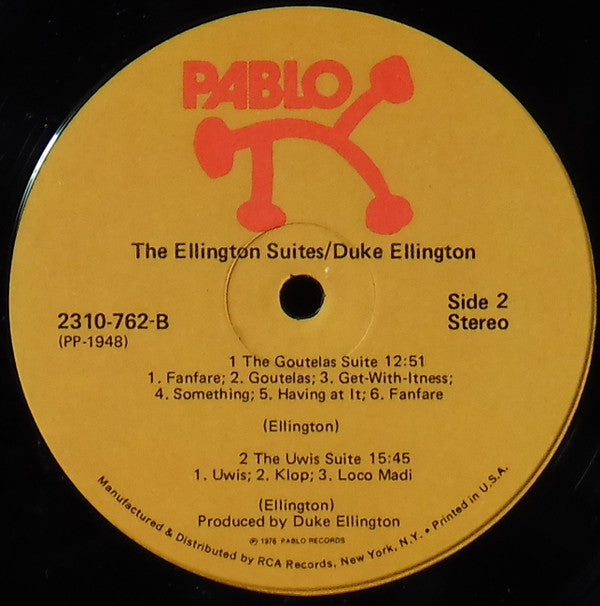 PABLO
The Ellington Suites/Duke Ellington
2310-762-B
(PP-1948)
Side 2
Stereo
1 The Goutelas Suite 12:51
1. Fanfare; 2. Goutelas; 3. Get-With-Itness;
4. Something; 5. Having at It; 6. Fanfare
(Ellington)
2 The Uwis Suite 15:45
1. Uwis; 2. Klop; 3. Loco Madi
(Ellington)
Produced by Duke Ellington
℗ 1976 PABLO RECORDS
Manufactured & Distributed by RCA Records, New York, N.Y. • Printed in U.S.A.